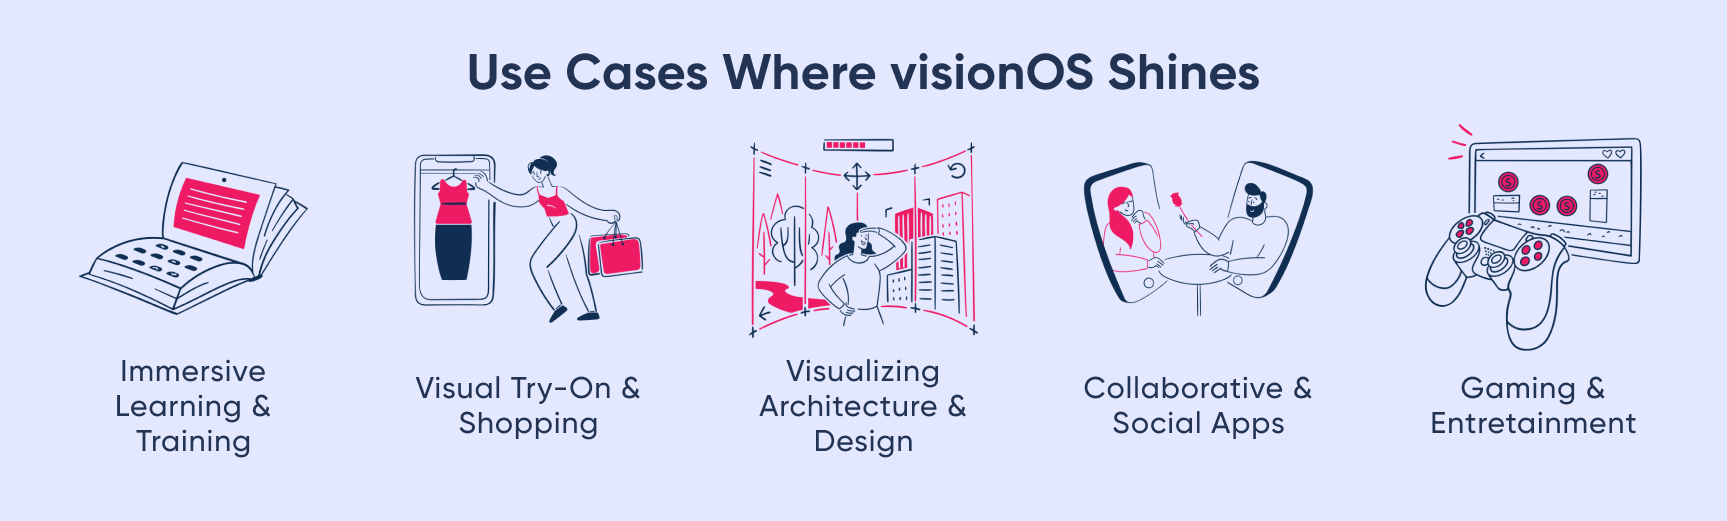 Use Cases Where visionOS Shines
Immersive
Learning &
Training
Visual Try-On &
Shopping
Visualizing
Architecture &
Design
Collaborative &
Social Apps
Gaming &
Entretainment